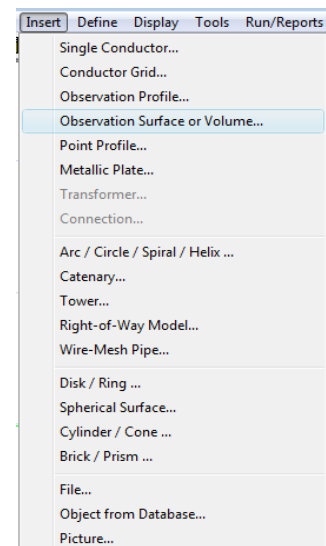 Insert Define Display Tools Run/Reports
Single Conductor...
Conductor Grid...
Observation Profile...
Observation Surface or Volume...
Point Profile...
Metallic Plate...
Transformer...
Connection...
Arc / Circle / Spiral / Helix ...
Catenary...
Tower...
Right-of-Way Model...
Wire-Mesh Pipe...
Disk / Ring ...
Spherical Surface...
Cylinder / Cone ...
Brick / Prism ...
File...
Object from Database...
Picture...